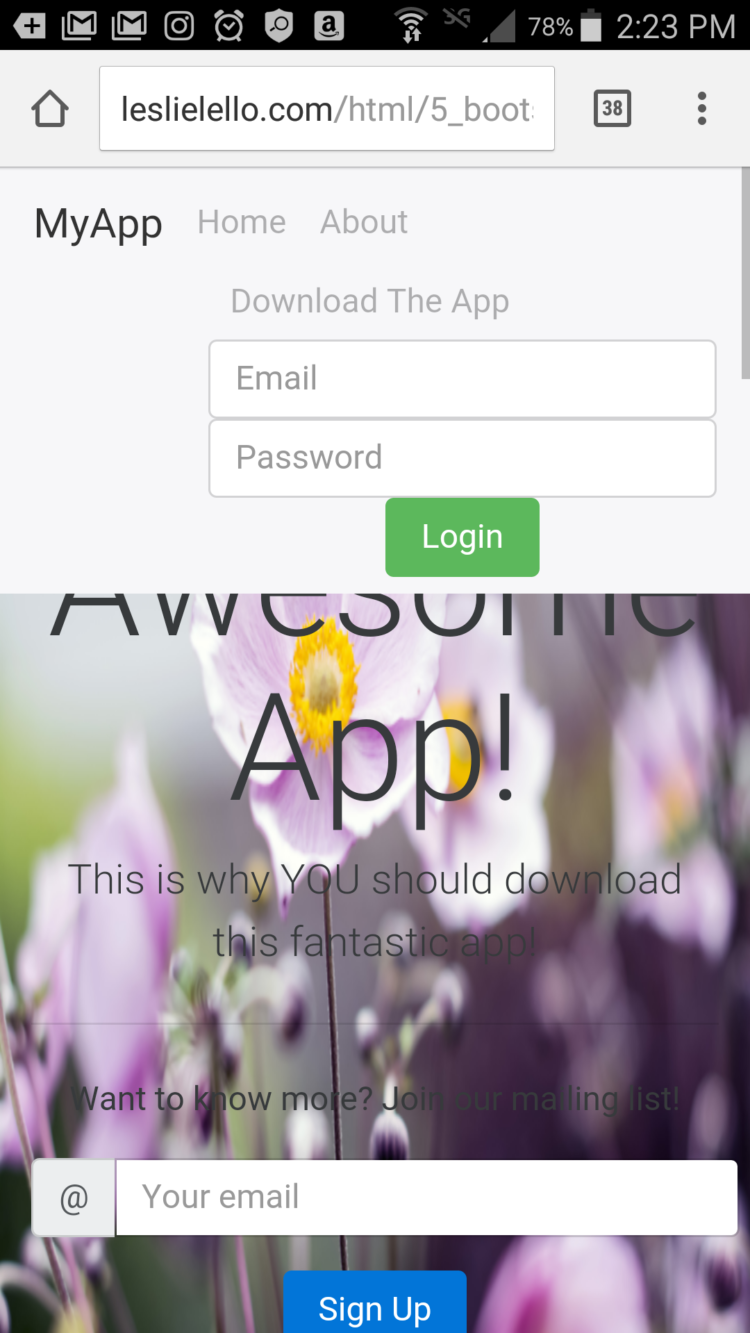 78% 2:23 PM
leslielello.com/html/5_boot
38
MyApp Home About
Download The App
Email
Password
Login
Awesome
App!
This is why YOU should download
this fantastic app!
Want to know more? Join our mailing list!
@ Your email
Sign Up